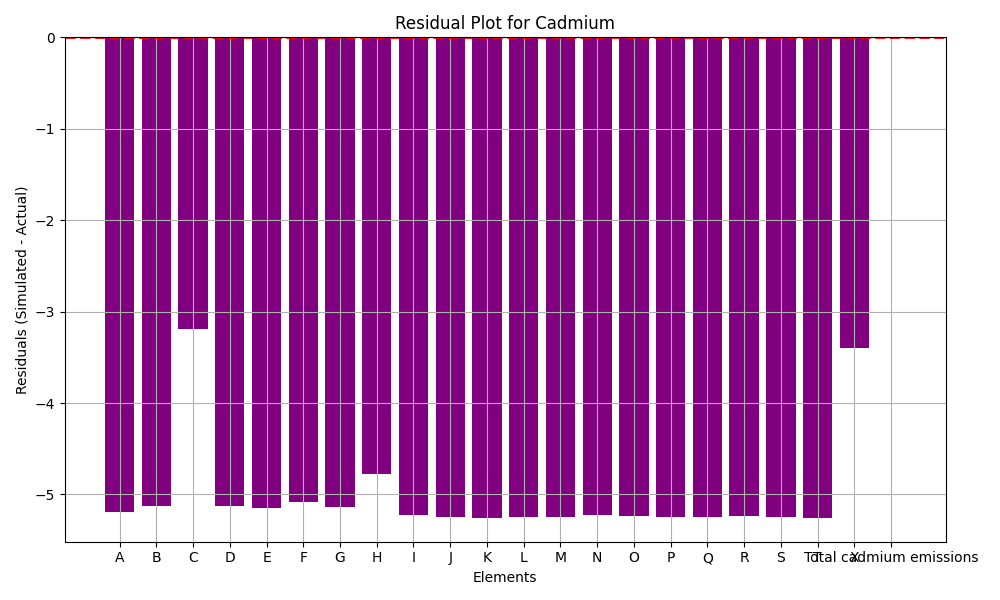 Residual Plot for Cadmium
Residuals (Simulated - Actual)
0
−1
−2
−3
−4
−5
A B C D E F G H I J K L M N O P Q R S T X Total cadmium emissions
Elements